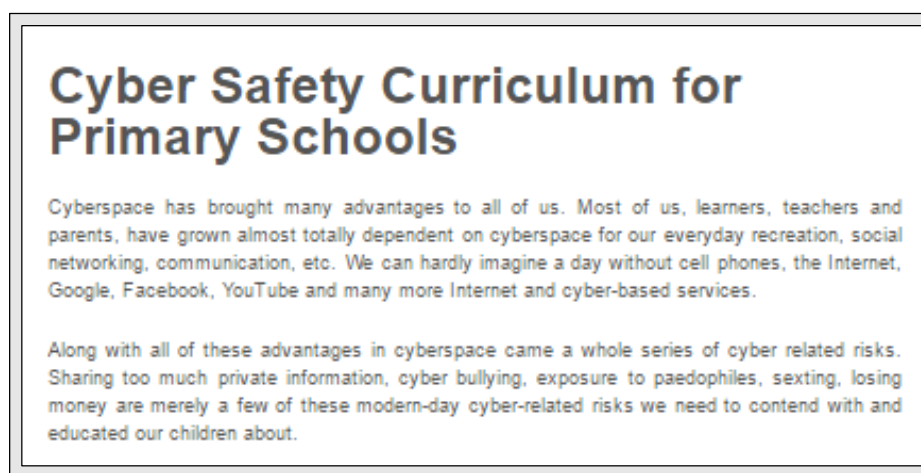 Cyber Safety Curriculum for
Primary Schools
Cyberspace has brought many advantages to all of us. Most of us, learners, teachers and
parents, have grown almost totally dependent on cyberspace for our everyday recreation, social
networking, communication, etc. We can hardly imagine a day without cell phones, the Internet,
Google, Facebook, YouTube and many more Internet and cyber-based services.
Along with all of these advantages in cyberspace came a whole series of cyber related risks.
Sharing too much private information, cyber bullying, exposure to paedophiles, sexting, losing
money are merely a few of these modern-day cyber-related risks we need to contend with and
educated our children about.